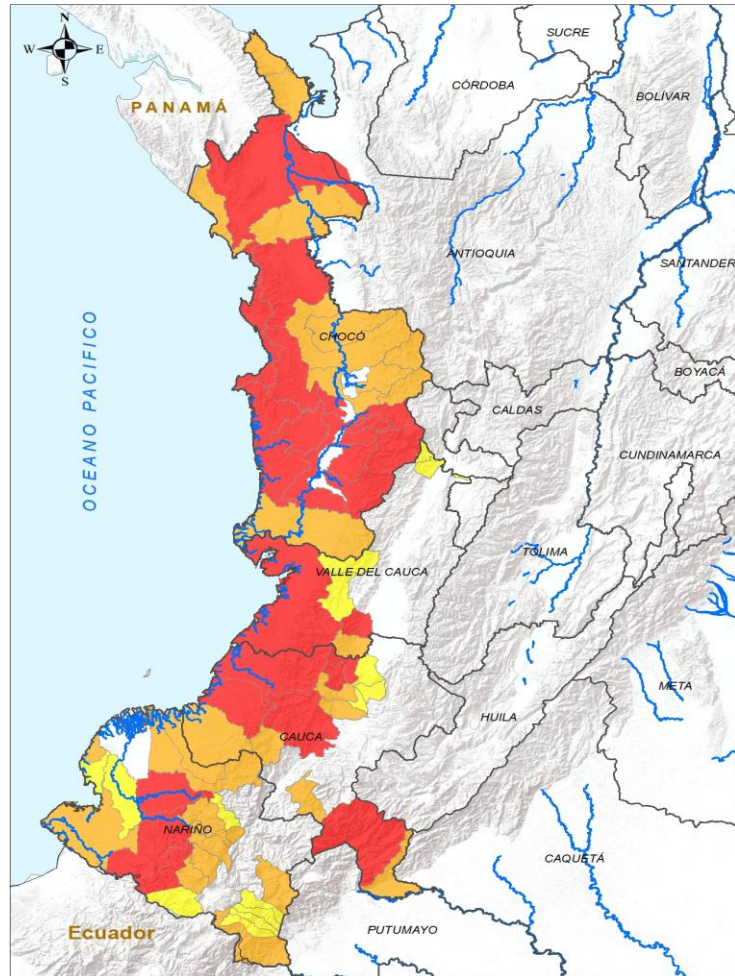 N
W E
S
SUCRE
CÓRDOBA
BOLÍVAR
PANAMÁ
ANTIOQUIA
SANTANDER
OCEANO PACIFICO
CHOCÓ
BOYACÁ
CALDAS
CUNDINAMARCA
TOLIMA
VALLE DEL CAUCA
META
HUILA
CAUCA
NARIÑO
CAQUETÁ
Ecuador
PUTUMAYO